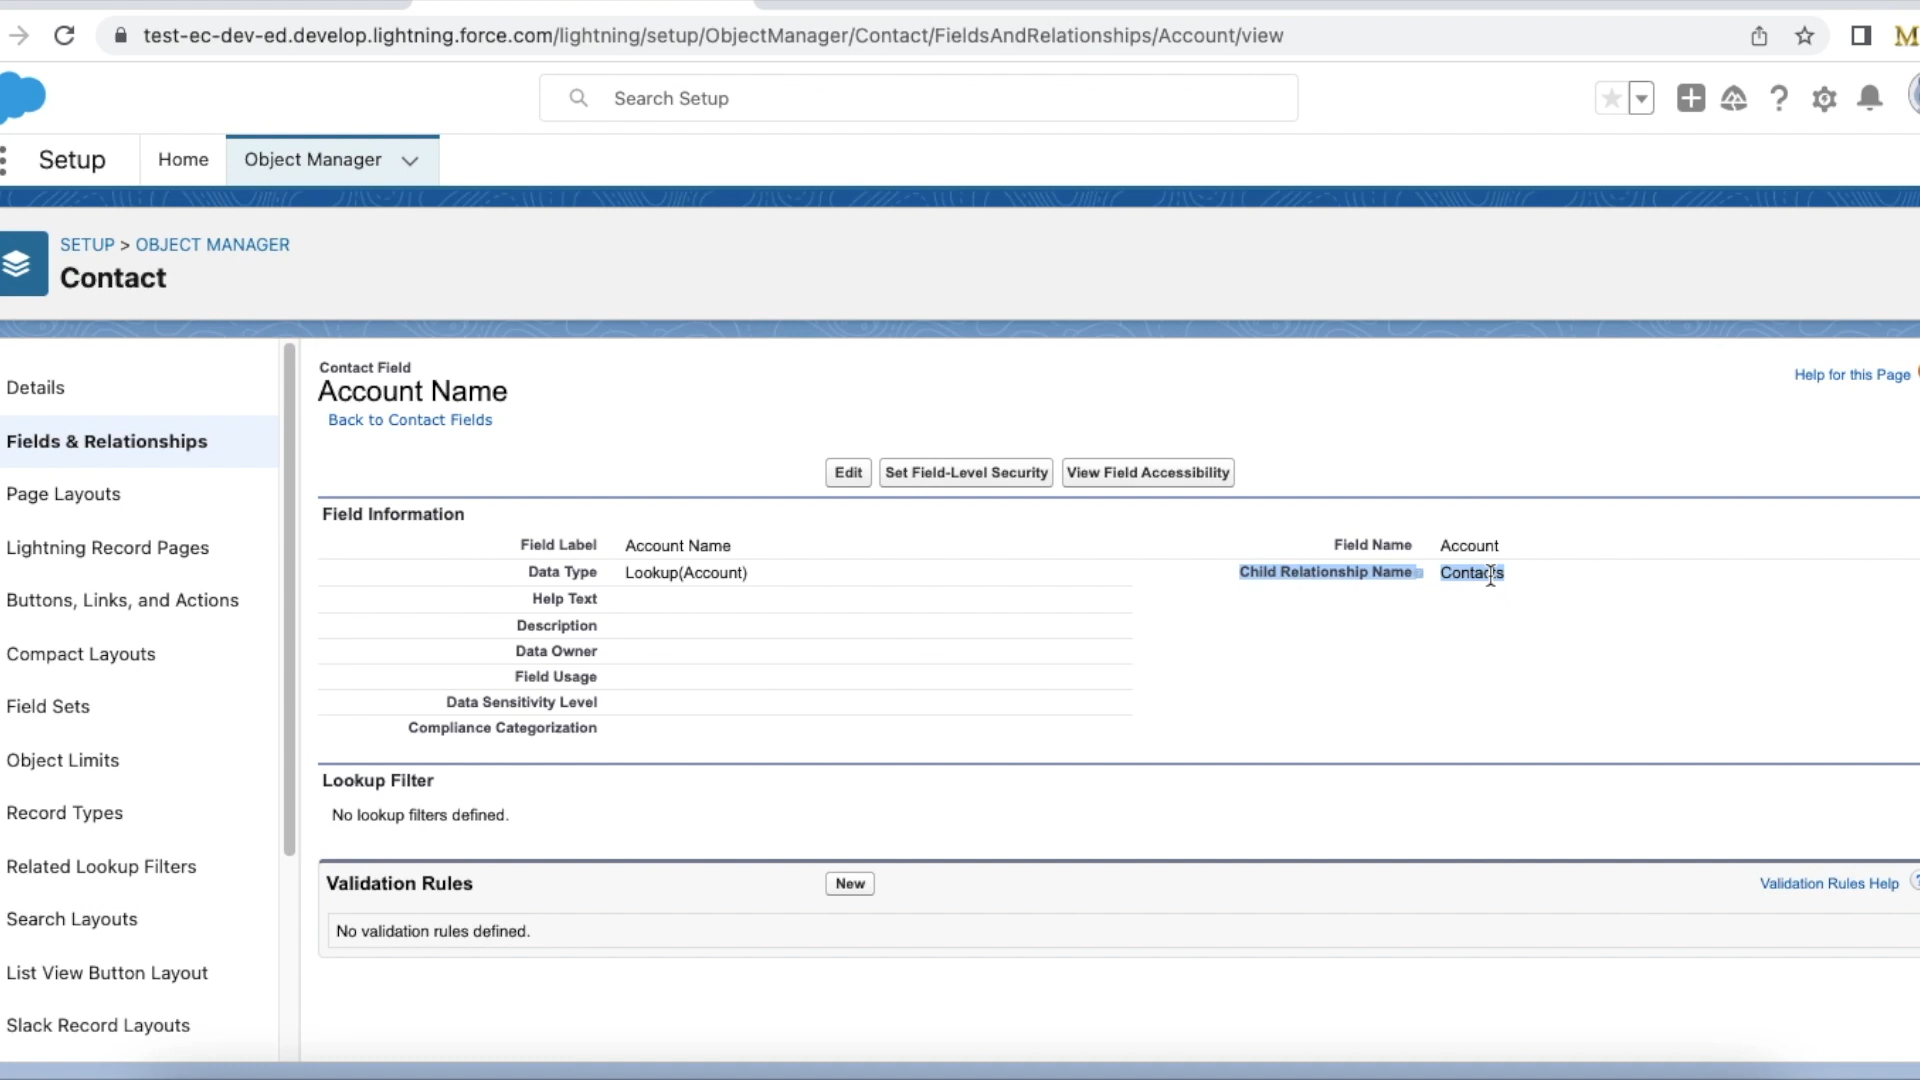 test-ec-dev-ed.develop.lightning.force.com/lightning/setup/ObjectManager/Contact/FieldsAndRelationships/Account/view
M
Search Setup
Setup
Home
Object Manager
SETUP > OBJECT MANAGER
Contact
Details
Fields & Relationships
Page Layouts
Lightning Record Pages
Buttons, Links, and Actions
Compact Layouts
Field Sets
Object Limits
Record Types
Related Lookup Filters
Search Layouts
List View Button Layout
Slack Record Layouts
Contact Field
Account Name
Back to Contact Fields
Help for this Page
Edit Set Field-Level Security View Field Accessibility
Field Information
Field Label Account Name Field Name Account
Data Type Lookup(Account) Child Relationship Name Contacts
Help Text
Description
Data Owner
Field Usage
Data Sensitivity Level
Compliance Categorization
Lookup Filter
No lookup filters defined.
Validation Rules New Validation Rules Help ?
No validation rules defined.